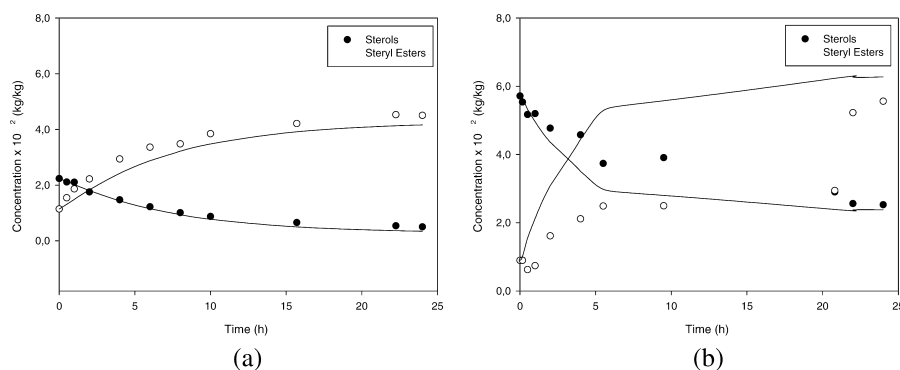 8,0
6,0
4,0
2,0
0,0
Concentration x 10 ² (kg/kg)
Sterols
Steryl Esters
0 5 10 15 20 25
Time (h)
(a)
8,0
6,0
4,0
2,0
0,0
Concentration x 10 ² (kg/kg)
Sterols
Steryl Esters
0 5 10 15 20 25
Time (h)
(b)